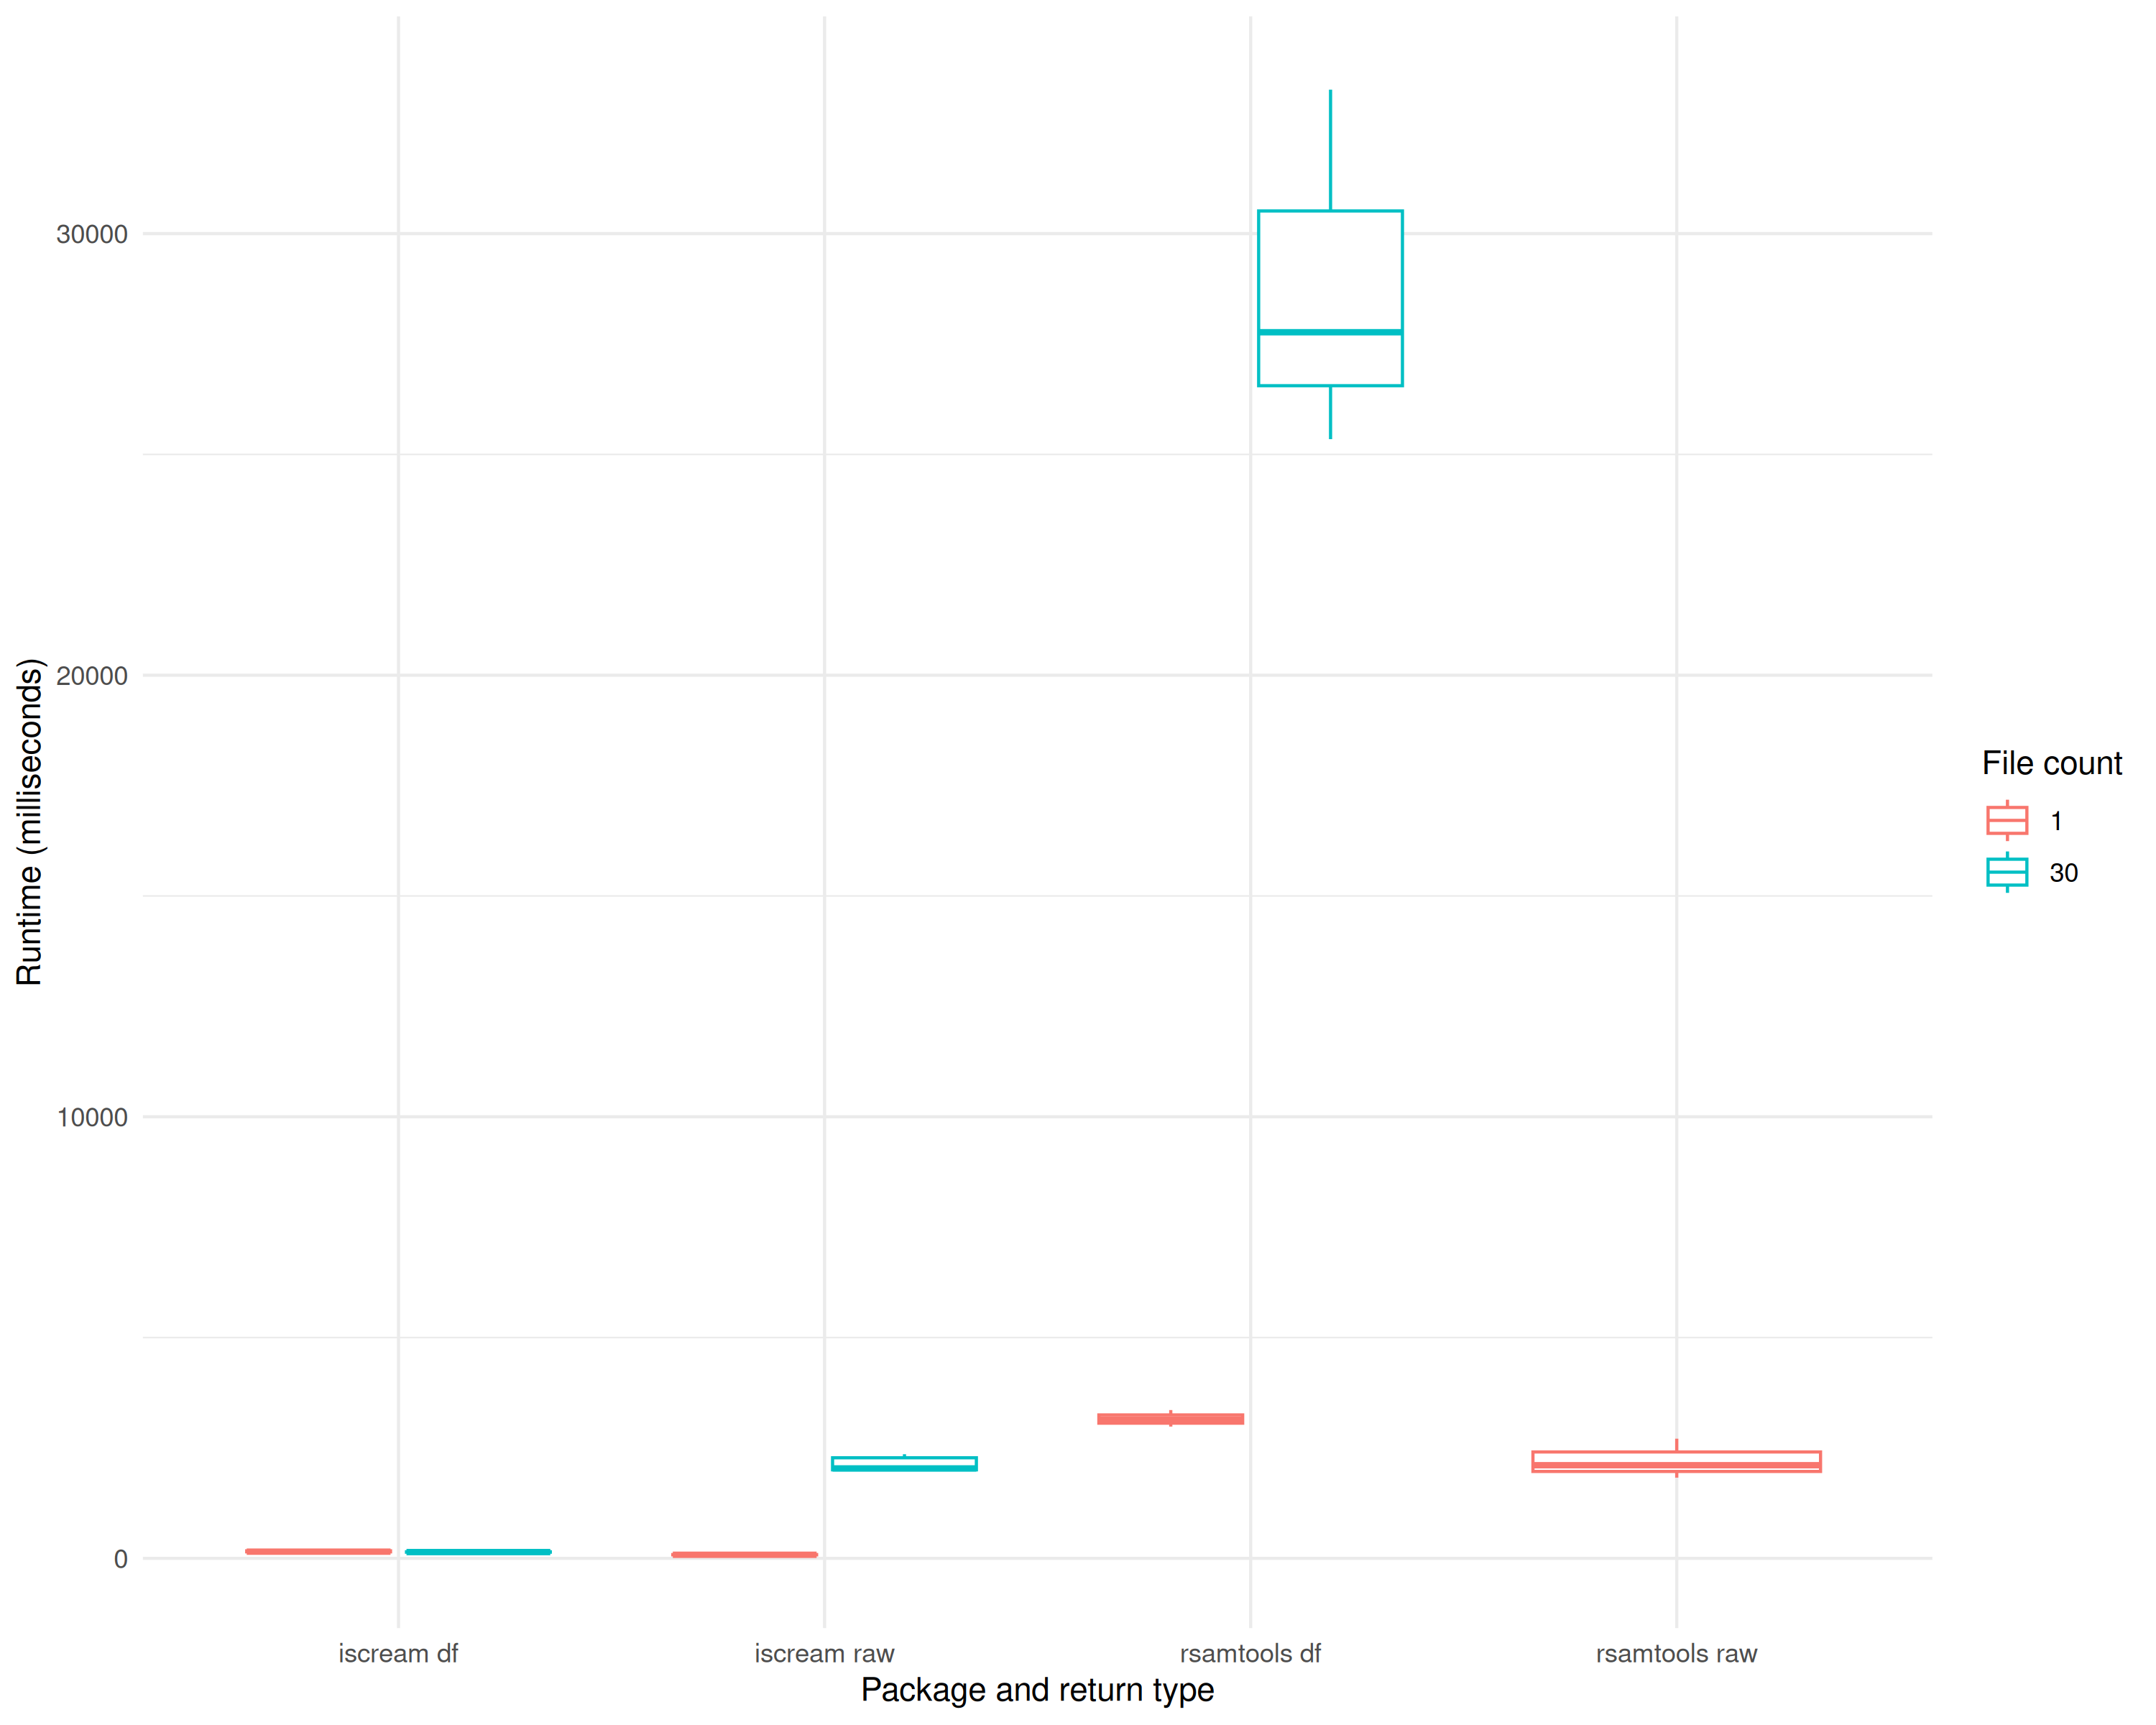 30000
20000
10000
0
Runtime (milliseconds)
iscream df
iscream raw
rsamtools df
rsamtools raw
Package and return type
File count
1
30